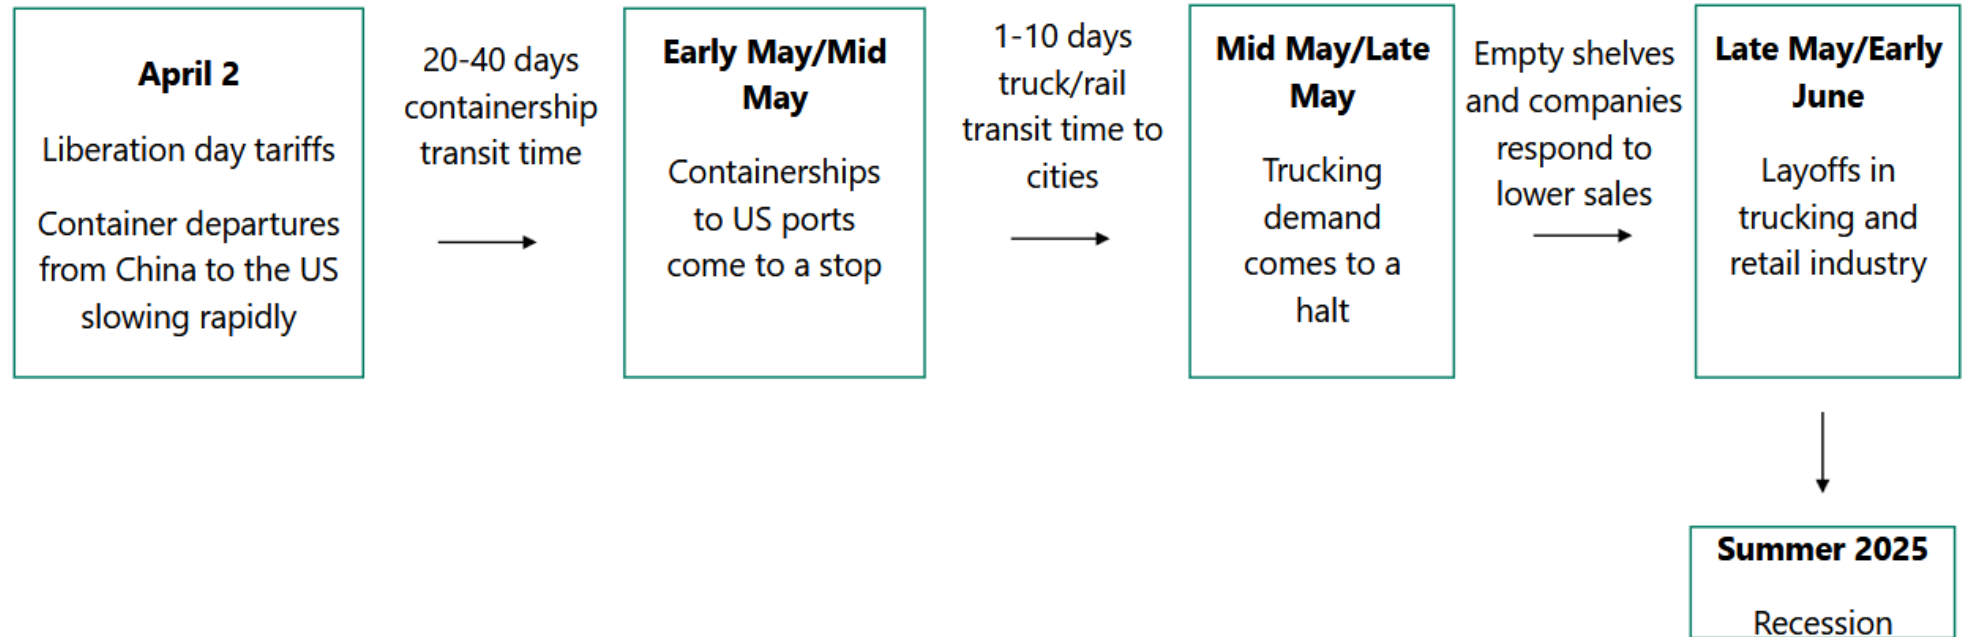 April 2
Liberation day tariffs
Container departures
from China to the US
slowing rapidly
20-40 days
containership
transit time
Early May/Mid
May
Containerships
to US ports
come to a stop
1-10 days
truck/rail
transit time to
cities
Mid May/Late
May
Trucking
demand
comes to a
halt
Empty shelves
and companies
respond to
lower sales
Late May/Early
June
Layoffs in
trucking and
retail industry
Summer 2025
Recession